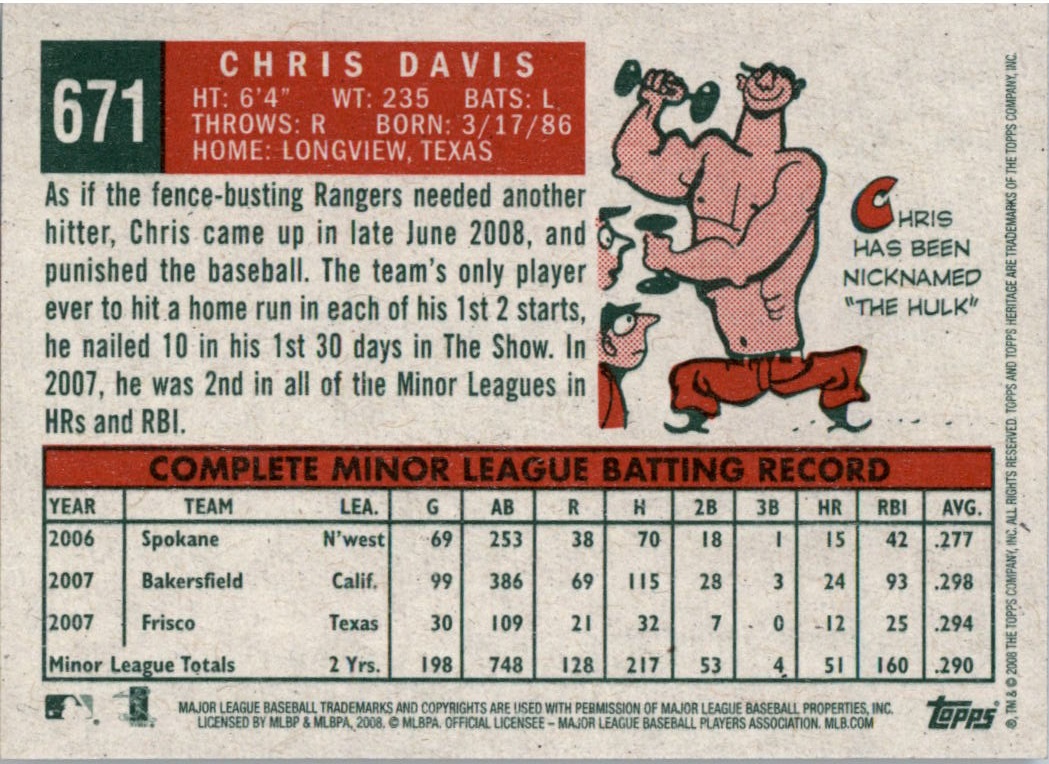 671
CHRIS DAVIS
HT: 6'4" WT: 235 BATS: L
THROWS: R BORN: 3/17/86
HOME: LONGVIEW, TEXAS
As if the fence-busting Rangers needed another
hitter, Chris came up in late June 2008, and
punished the baseball. The team's only player
ever to hit a home run in each of his 1st 2 starts,
he nailed 10 in his 1st 30 days in The Show. In
2007, he was 2nd in all of the Minor Leagues in
HRs and RBI.
CHRIS
HAS BEEN
NICKNAMED
"THE HULK"
COMPLETE MINOR LEAGUE BATTING RECORD
YEAR TEAM LEA. G AB R H 2B 3B HR RBI AVG.
2006 Spokane N'west 69 253 38 70 18 1 15 42 .277
2007 Bakersfield Calif. 99 386 69 115 28 3 24 93 .298
2007 Frisco Texas 30 109 21 32 7 0 12 25 .294
Minor League Totals 2 Yrs. 198 748 128 217 53 4 51 160 .290
MAJOR LEAGUE BASEBALL TRADEMARKS AND COPYRIGHTS ARE USED WITH PERMISSION OF MAJOR LEAGUE BASEBALL PROPERTIES, INC.
LICENSED BY MLBP & MLBPA, 2008. © MLBPA. OFFICIAL LICENSEE – MAJOR LEAGUE BASEBALL PLAYERS ASSOCIATION. MLB.COM
Topps
®, TM & © 2008 THE TOPPS COMPANY, INC. ALL RIGHTS RESERVED. TOPPS AND TOPPS HERITAGE ARE TRADEMARKS OF THE TOPPS COMPANY, INC.